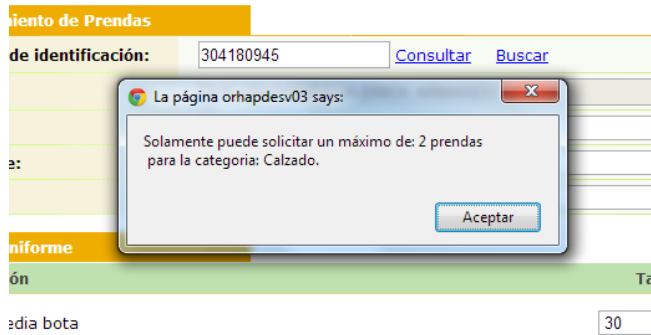 miento de Prendas
de identificación: 304180945 Consultar Buscar
La página orhapdesv03 says:
Solamente puede solicitar un máximo de: 2 prendas
para la categoria: Calzado.
e:
Aceptar
niforme
ón Ta
edia bota 30